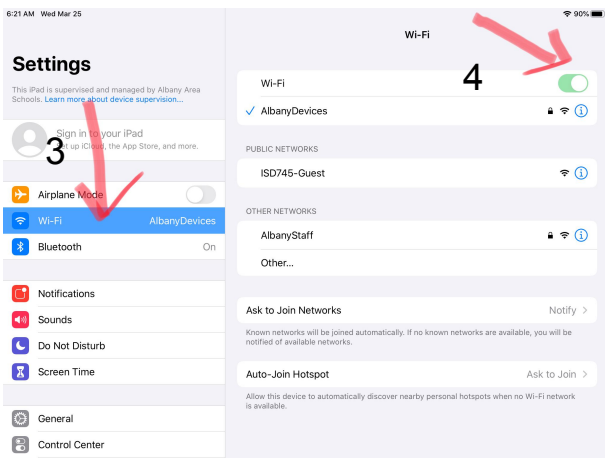 6:21 AM Wed Mar 25
90%
Settings
This iPad is supervised and managed by Albany Area
Schools. Learn more about device supervision...
3
Sign in to your iPad
Set up iCloud, the App Store, and more.
Airplane Mode
Wi-Fi AlbanyDevices
Bluetooth On
Notifications
Sounds
Do Not Disturb
Screen Time
General
Control Center
Wi-Fi
4
Wi-Fi
AlbanyDevices
PUBLIC NETWORKS
ISD745-Guest
OTHER NETWORKS
AlbanyStaff
Other...
Ask to Join Networks Notify
Known networks will be joined automatically. If no known networks are available, you will be
notified of available networks.
Auto-Join Hotspot Ask to Join
Allow this device to automatically discover nearby personal hotspots when no Wi-Fi network
is available.